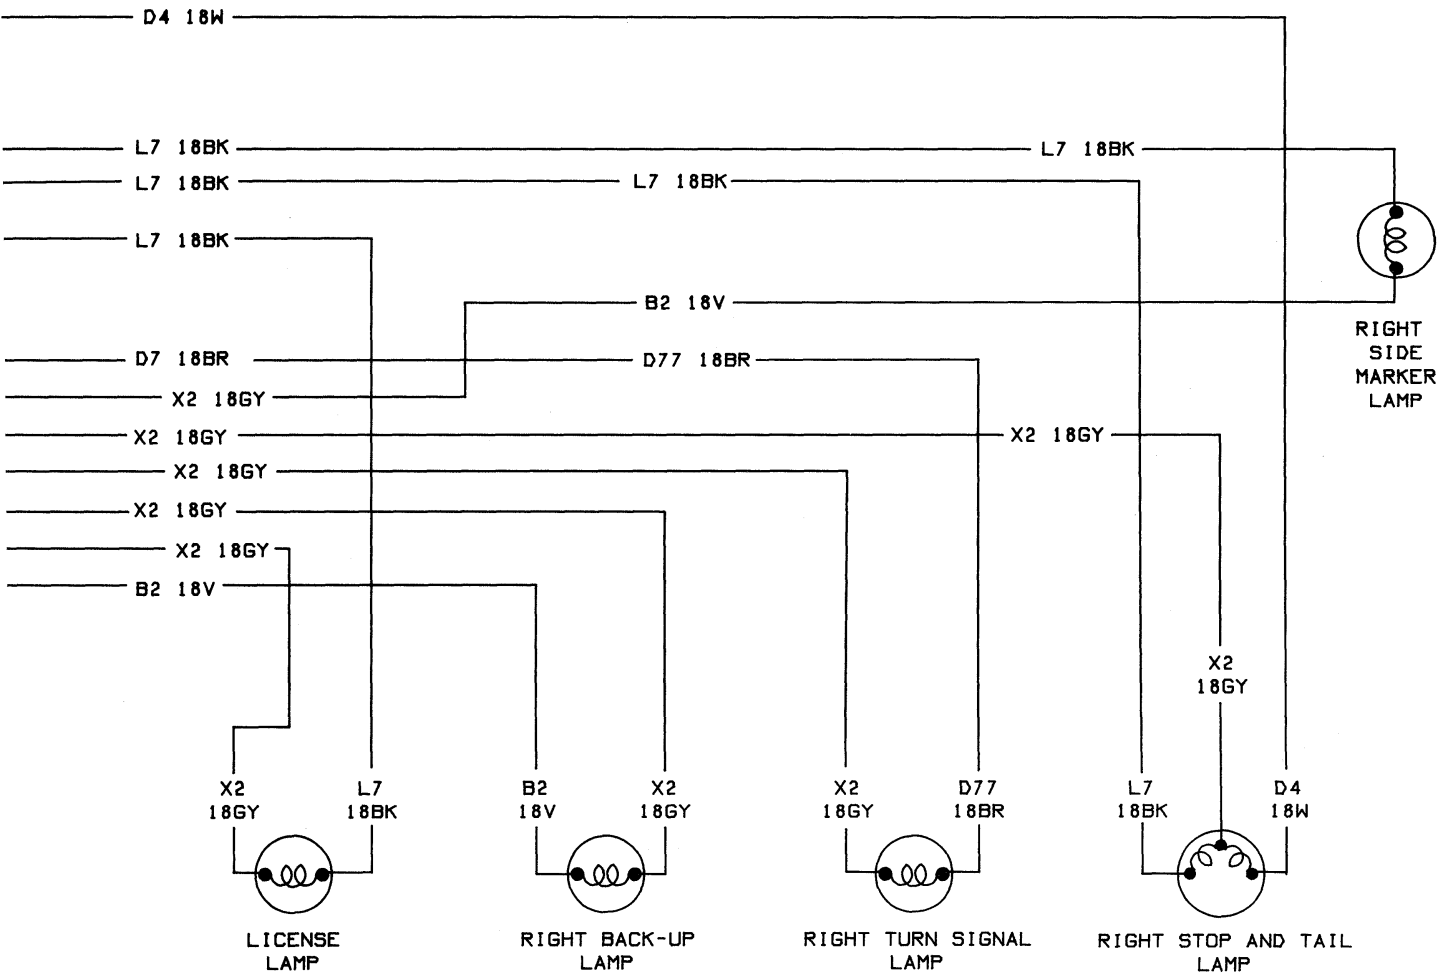 D4 18W
L7 18BK
L7 18BK
L7 18BK
L7 18BK
L7 18BK
B2 18V
RIGHT
SIDE
MARKER
LAMP
D7 18BR
D77 18BR
X2 18GY
X2 18GY
X2 18GY
X2 18GY
X2 18GY
X2 18GY
B2 18V
X2
18GY
X2
18GY
L7
18BK
B2
18V
X2
18GY
X2
18GY
D77
18BR
L7
18BK
D4
18W
LICENSE
LAMP
RIGHT BACK-UP
LAMP
RIGHT TURN SIGNAL
LAMP
RIGHT STOP AND TAIL
LAMP